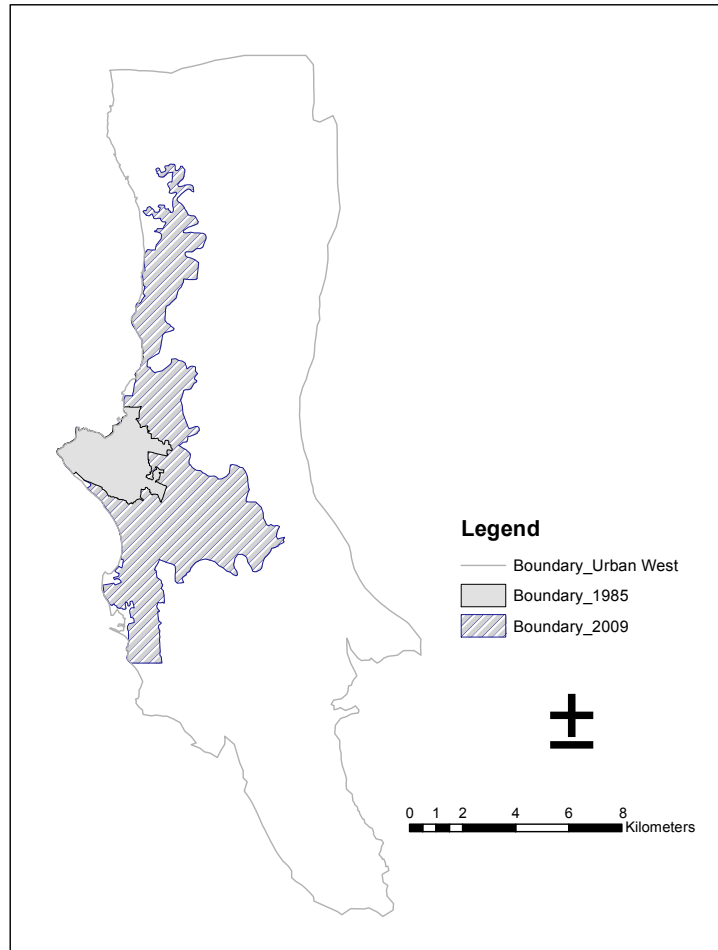 Legend
Boundary_Urban West
Boundary_1985
Boundary_2009
±
0 1 2 4 6 8
Kilometers